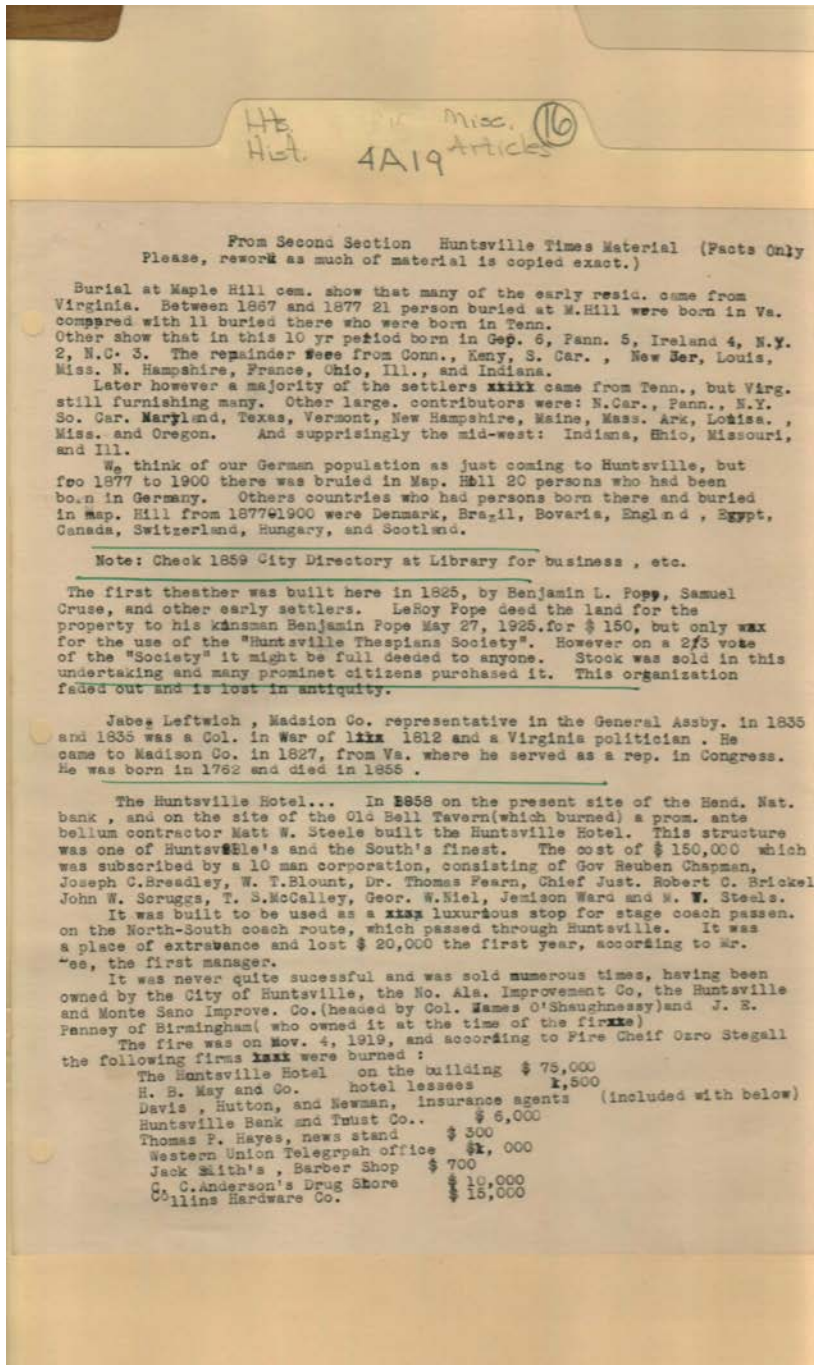 Hts. Misc. 16
Hist. 4A19 Articles
From Second Section Huntsville Times Material (Facts Only
Please, rework as much of material is copied exact.)
Burial at Maple Hill cem. show that many of the early resid. came from
Virginia. Between 1867 and 1877 21 person buried at M.Hill were born in Va.
compared with 11 buried there who were born in Tenn.
Other show that in this 10 yr period born in Geo. 6, Pann. 5, Ireland 4, N.Y.
2, N.C. 3. The remainder were from Conn., Keny, S. Car. , New Jer, Louis,
Miss. N. Hampshire, France, Ohio, Ill., and Indiana.
Later however a majority of the settlers xxxxx came from Tenn., but Virg.
still furnishing many. Other large. contributors were: N.Car., Pann., N.Y.
So. Car. Maryland, Texas, Vermont, New Hampshire, Maine, Mass. Ark, Louisa. ,
Miss. and Oregon. And supprisingly the mid-west: Indiana, Ohio, Missouri,
and Ill.
We think of our German population as just coming to Huntsville, but
fro 1877 to 1900 there was bruied in Map. Hill 20 persons who had been
born in Germany. Others countries who had persons born there and buried
in map. Hill from 1877-1900 were Denmark, Brazil, Bovaria, England , Egypt,
Canada, Switzerland, Hungary, and Scotland.
Note: Check 1859 City Directory at Library for business , etc.
The first theather was built here in 1825, by Benjamin L. Pope, Samuel
Cruse, and other early settlers. LeRoy Pope deed the land for the
property to his kinsman Benjamin Pope May 27, 1925.for $ 150, but only wax
for the use of the "Huntsville Thespians Society". However on a 2/3 vote
of the "Society" it might be full deeded to anyone. Stock was sold in this
undertaking and many prominet citizens purchased it. This organization
faded out and is lost in antiquity.
Jabes Leftwich , Madsion Co. representative in the General Assby. in 1835
and 1835 was a Col. in War of 1xxx 1812 and a Virginia politician . He
came to Madison Co. in 1827, from Va. where he served as a rep. in Congress.
He was born in 1762 and died in 1855 .
The Huntsville Hotel... In 1858 on the present site of the Hend. Nat.
bank , and on the site of the Old Bell Tavern(which burned) a prom. ante
bellum contractor Matt W. Steele built the Huntsville Hotel. This structure
was one of Huntsville's and the South's finest. The cost of $ 150,000 which
was subscribed by a 10 man corporation, consisting of Gov Reuben Chapman,
Joseph C.Breadley, W. T.Blount, Dr. Thomas Fearn, Chief Just. Robert C. Brickel
John W. Scruggs, T. S.McCalley, Geor. W.Niel, Jemison Ward and M. W. Steels.
It was built to be used as a xxxx luxurious stop for stage coach passen.
on the North-South coach route, which passed through Huntsville. It was
a place of extravance and lost $ 20,000 the first year, according to Mr.
ee, the first manager.
It was never quite sucessful and was sold numerous times, having been
owned by the City of Huntsville, the No. Ala. Improvement Co, the Huntsville
and Monte Sano Improve. Co.(headed by Col. James O'Shaughnessy)and J. E.
Penney of Birmingham( who owned it at the time of the firxxe)
The fire was on Nov. 4, 1919, and according to Fire Cheif Ozro Stegall
the following firms xxxx were burned :
The Huntsville Hotel on the building $ 75,000
H. B. May and Co. hotel lessees 1,500
Davis , Hutton, and Newman, insurance agents (included with below)
Huntsville Bank and Trust Co.. $ 6,000
Thomas P. Hayes, news stand $ 300
Western Union Telegrpah office $1, 000
Jack Smith's , Barber Shop $ 700
C. C.Anderson's Drug Store $ 10,000
Collins Hardware Co. $ 15,000